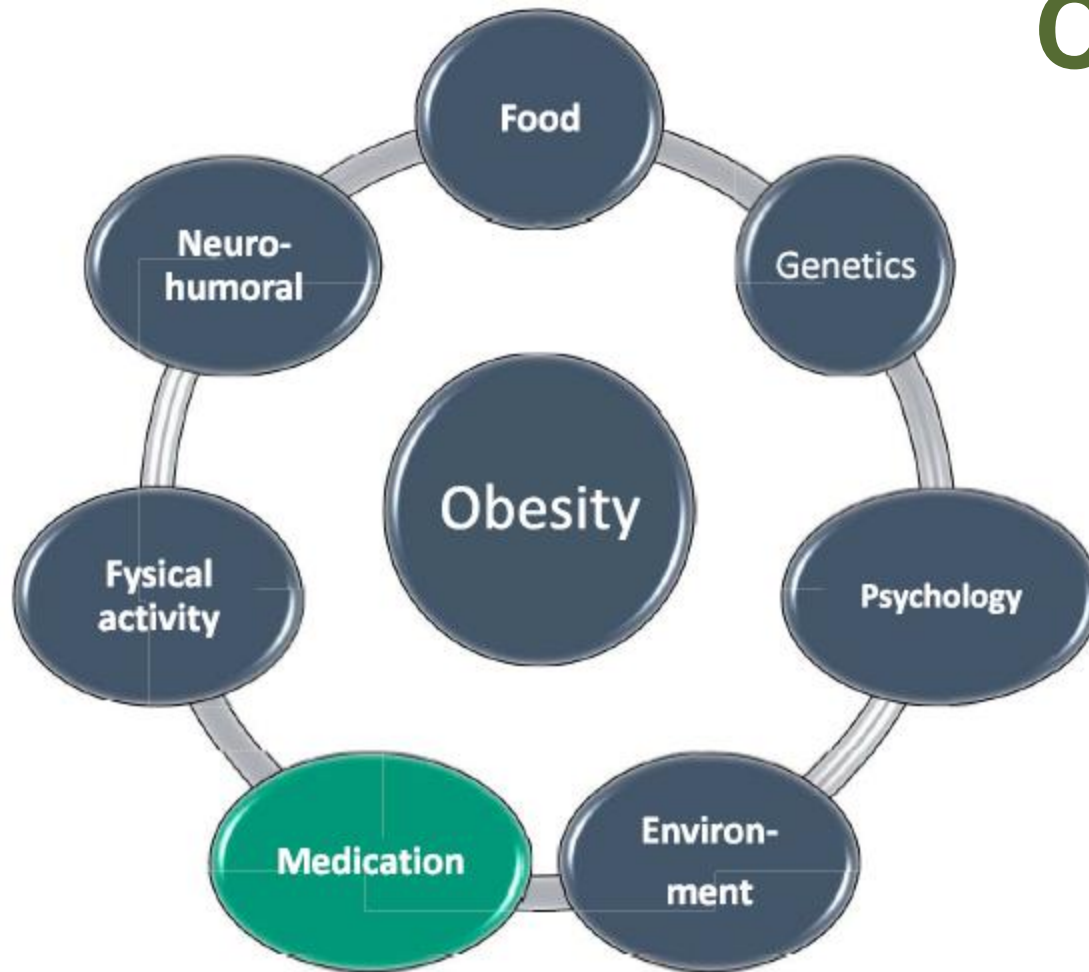 C
Food
Neuro-
humoral
Genetics
Obesity
Fysical
activity
Psychology
Environ-
ment
Medication